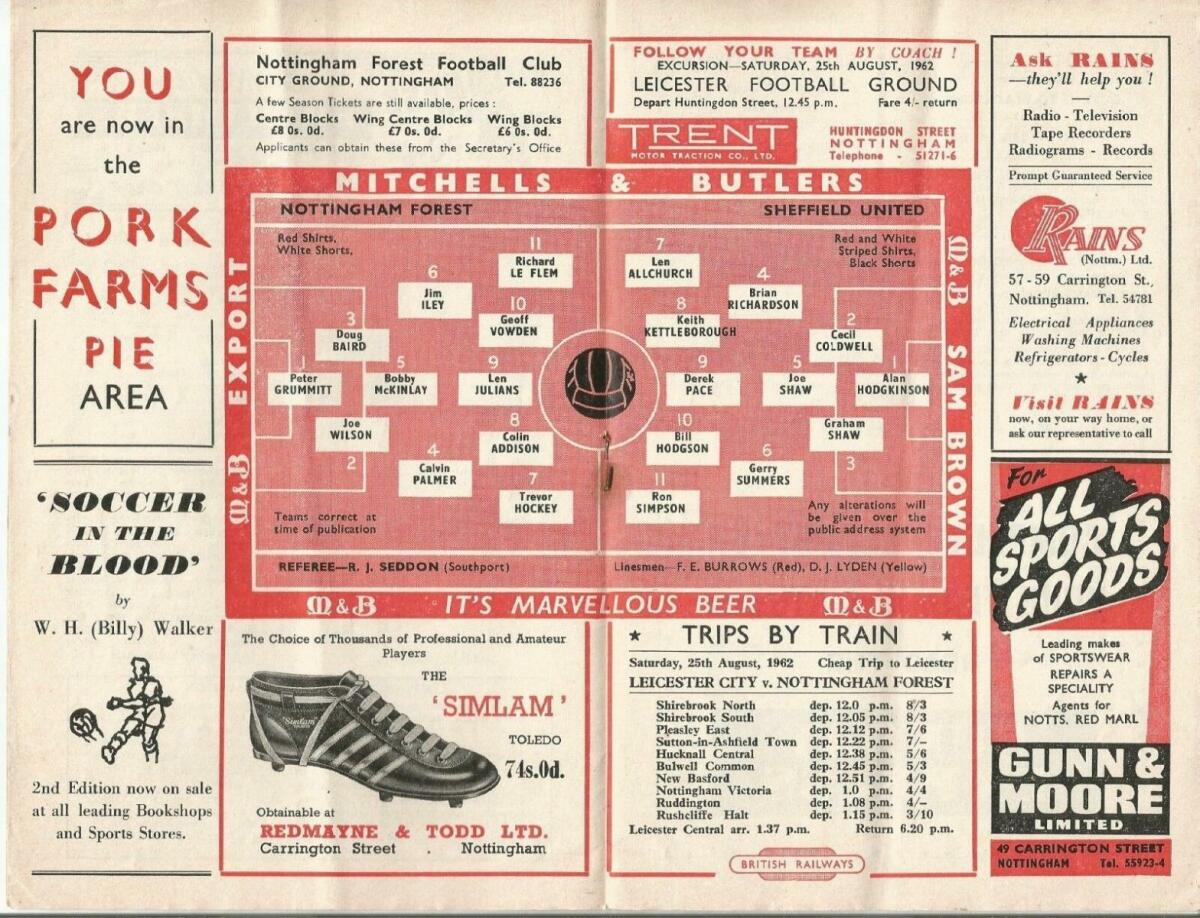 YOU
are now in
the
PORK
FARMS
PIE
AREA
'SOCCER
IN THE
BLOOD'
by
W. H. (Billy) Walker
2nd Edition now on sale
at all leading Bookshops
and Sports Stores.
Nottingham Forest Football Club
CITY GROUND, NOTTINGHAM Tel. 88236
A few Season Tickets are still available, prices :
Centre Blocks Wing Centre Blocks Wing Blocks
£8 0s. 0d. £7 0s. 0d. £6 0s. 0d.
Applicants can obtain these from the Secretary's Office
FOLLOW YOUR TEAM BY COACH !
EXCURSION—SATURDAY, 25th AUGUST, 1962
LEICESTER FOOTBALL GROUND
Depart Huntingdon Street, 12.45 p.m. Fare 4/- return
TRENT
MOTOR TRACTION CO., LTD.
HUNTINGDON STREET
NOTTINGHAM
Telephone - 51271-6
MITCHELLS & BUTLERS
M&B EXPORT
NOTTINGHAM FOREST
SHEFFIELD UNITED
Red Shirts,
White Shorts,
Red and White
Striped Shirts,
Black Shorts
1
Peter
GRUMMITT
3
Doug
BAIRD
Joe
WILSON
2
6
Jim
ILEY
5
Bobby
McKINLAY
4
Calvin
PALMER
11
Richard
LE FLEM
10
Geoff
VOWDEN
9
Len
JULIANS
8
Colin
ADDISON
7
Trevor
HOCKEY
7
Len
ALLCHURCH
8
Keith
KETTLEBOROUGH
9
Derek
PACE
10
Bill
HODGSON
11
Ron
SIMPSON
4
Brian
RICHARDSON
5
Joe
SHAW
6
Gerry
SUMMERS
2
Cecil
COLDWELL
Graham
SHAW
3
1
Alan
HODGKINSON
Teams correct at
time of publication
Any alterations will
be given over the
public address system
REFEREE—R. J. SEDDON (Southport)
Linesmen—F. E. BURROWS (Red), D. J. LYDEN (Yellow)
M&B SAM BROWN
M&B IT'S MARVELLOUS BEER M&B
The Choice of Thousands of Professional and Amateur
Players
THE
'SIMLAM'
TOLEDO
74s.0d.
Simlam
Obtainable at
REDMAYNE & TODD LTD.
Carrington Street . Nottingham
★ TRIPS BY TRAIN ★
Saturday, 25th August, 1962 Cheap Trip to Leicester
LEICESTER CITY v. NOTTINGHAM FOREST
Shirebrook North dep. 12.0 p.m. 8/3
Shirebrook South dep. 12.05 p.m. 8/3
Pleasley East dep. 12.12 p.m. 7/6
Sutton-in-Ashfield Town dep. 12.22 p.m. 7/–
Hucknall Central dep. 12.38 p.m. 5/6
Bulwell Common dep. 12.45 p.m. 5/3
New Basford dep. 12.51 p.m. 4/9
Nottingham Victoria dep. 1.0 p.m. 4/4
Ruddington dep. 1.08 p.m. 4/–
Rushcliffe Halt dep. 1.15 p.m. 3/10
Leicester Central arr. 1.37 p.m. Return 6.20 p.m.
BRITISH RAILWAYS
Ask RAINS
—they'll help you !
Radio - Television
Tape Recorders
Radiograms - Records
Prompt Guaranteed Service
RAINS
(Nottm.) Ltd.
57-59 Carrington St.,
Nottingham. Tel. 54781
Electrical Appliances
Washing Machines
Refrigerators - Cycles
★
Visit RAINS
now, on your way home, or
ask our representative to call
For
ALL
SPORTS
GOODS
Leading makes
of SPORTSWEAR
REPAIRS A
SPECIALITY
Agents for
NOTTS. RED MARL
GUNN &
MOORE
LIMITED
49 CARRINGTON STREET
NOTTINGHAM Tel. 55923-4